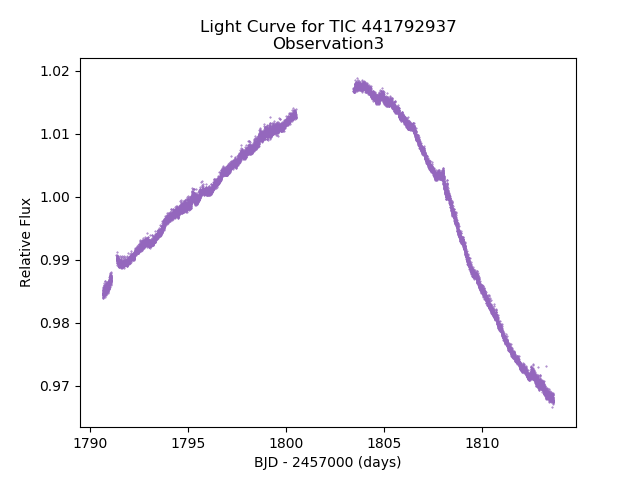 Light Curve for TIC 441792937
Observation3
1.02
1.01
1.00
0.99
0.98
0.97
Relative Flux
1790
1795
1800
1805
1810
BJD - 2457000 (days)